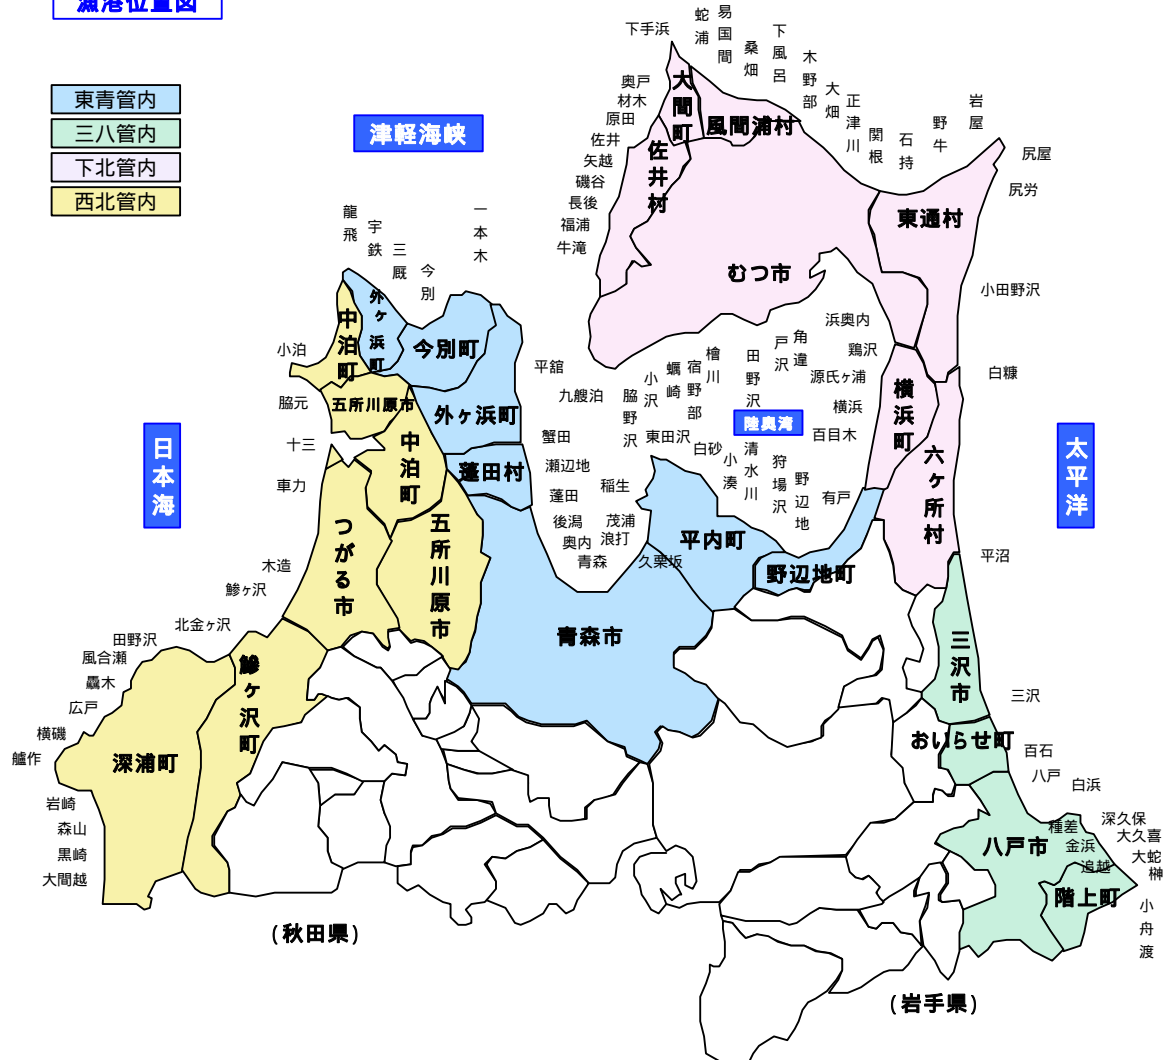 漁港位置図
東青管内
三八管内
下北管内
西北管内
津軽海峡
日本海
陸奥湾
太平洋
下手浜
蛇浦
易国間
桑畑
下風呂
木野部
大畑
正津川
関根
石持
野牛
岩屋
尻屋
尻労
小田野沢
白糠
奥戸
材木
原田
佐井
矢越
磯谷
長後
福浦
牛滝
大間町
風間浦村
佐井村
むつ市
東通村
横浜町
六ヶ所村
龍飛
宇鉄
三厩
今別
一本木
外ヶ浜町
中泊町
今別町
小泊
脇元
五所川原市
十三
車力
外ヶ浜町
中泊町
蓬田村
つがる市
五所川原市
平舘
九艘泊
脇野沢
小沢
蠣崎
宿野部
檜川
田野沢
戸沢
角違
浜奥内
鶏沢
源氏ヶ浦
横浜
百目木
有戸
野辺地
狩場沢
清水川
小湊
白砂
東田沢
蟹田
瀬辺地
蓬田
稲生
後潟
茂浦
奥内
浪打
青森
久栗坂
平内町
野辺地町
青森市
平沼
三沢市
三沢
おいらせ町
百石
八戸
白浜
深久保
種差
大久喜
金浜
大蛇
追越
榊
小舟渡
八戸市
階上町
木造
鰺ヶ沢
北金ヶ沢
田野沢
風合瀬
驫木
広戸
横磯
艫作
岩崎
森山
黒崎
大間越
鰺ヶ沢町
深浦町
(秋田県)
(岩手県)